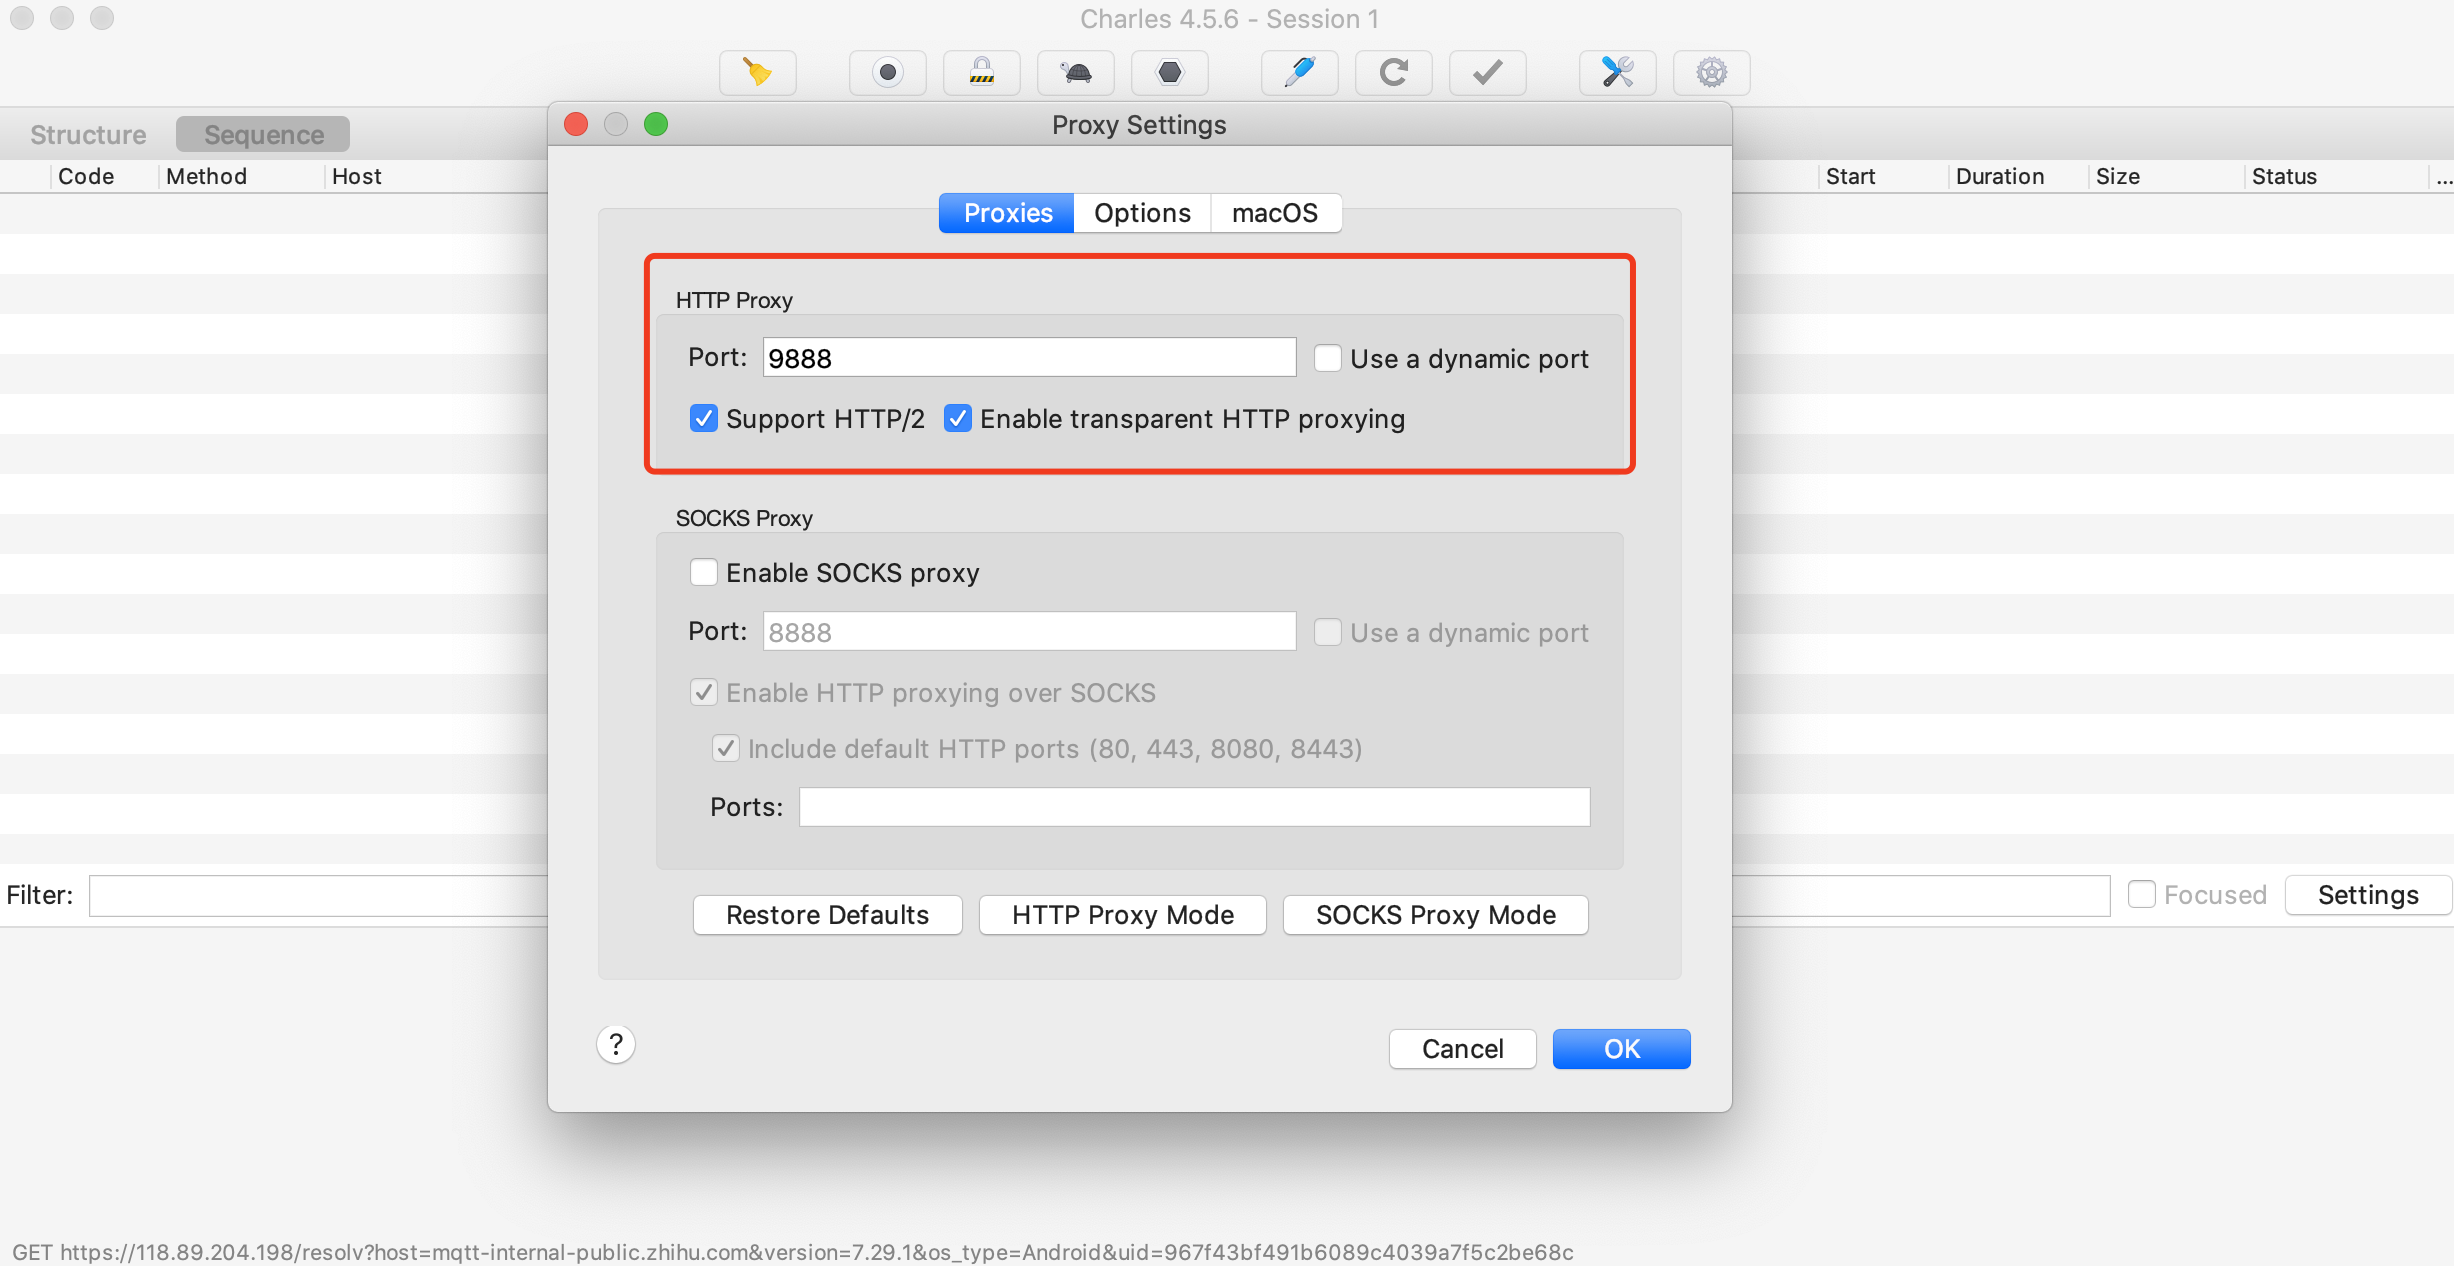 Charles 4.5.6 - Session 1
Structure Sequence
Code Method Host Start Duration Size Status ...
Proxy Settings
Proxies Options macOS
HTTP Proxy
Port: 9888 Use a dynamic port
Support HTTP/2 Enable transparent HTTP proxying
SOCKS Proxy
Enable SOCKS proxy
Port: 8888 Use a dynamic port
Enable HTTP proxying over SOCKS
Include default HTTP ports (80, 443, 8080, 8443)
Ports:
Restore Defaults HTTP Proxy Mode SOCKS Proxy Mode
Filter: Focused Settings
? Cancel OK
GET https://118.89.204.198/resolv?host=mqtt-internal-public.zhihu.com&version=7.29.1&os_type=Android&uid=967f43bf491b6089c4039a7f5c2be68c